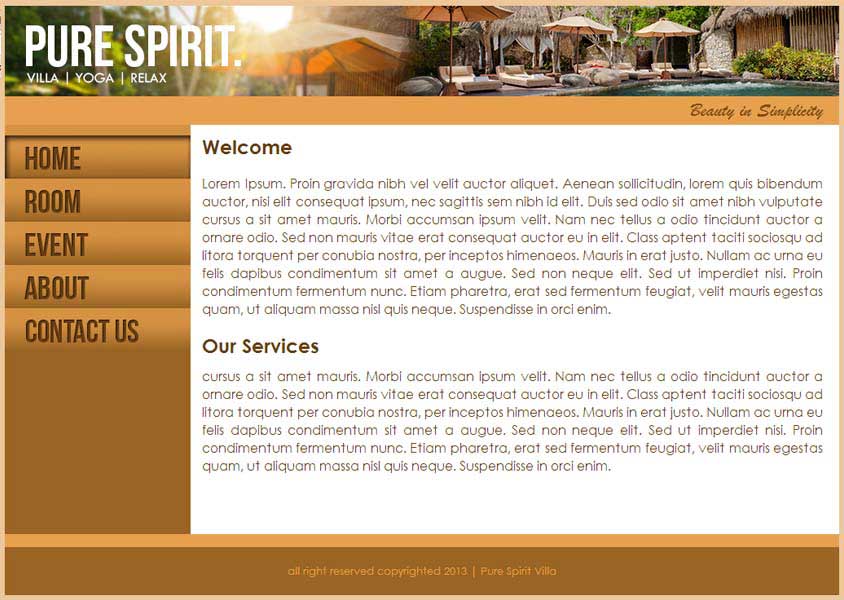 PURE SPIRIT.
VILLA | YOGA | RELAX
Beauty in Simplicity
HOME
ROOM
EVENT
ABOUT
CONTACT US
Welcome
Lorem Ipsum. Proin gravida nibh vel velit auctor aliquet. Aenean sollicitudin, lorem quis bibendum
auctor, nisi elit consequat ipsum, nec sagittis sem nibh id elit. Duis sed odio sit amet nibh vulputate
cursus a sit amet mauris. Morbi accumsan ipsum velit. Nam nec tellus a odio tincidunt auctor a
ornare odio. Sed non mauris vitae erat consequat auctor eu in elit. Class aptent taciti sociosqu ad
litora torquent per conubia nostra, per inceptos himenaeos. Mauris in erat justo. Nullam ac urna eu
felis dapibus condimentum sit amet a augue. Sed non neque elit. Sed ut imperdiet nisi. Proin
condimentum fermentum nunc. Etiam pharetra, erat sed fermentum feugiat, velit mauris egestas
quam, ut aliquam massa nisl quis neque. Suspendisse in orci enim.
Our Services
cursus a sit amet mauris. Morbi accumsan ipsum velit. Nam nec tellus a odio tincidunt auctor a
ornare odio. Sed non mauris vitae erat consequat auctor eu in elit. Class aptent taciti sociosqu ad
litora torquent per conubia nostra, per inceptos himenaeos. Mauris in erat justo. Nullam ac urna eu
felis dapibus condimentum sit amet a augue. Sed non neque elit. Sed ut imperdiet nisi. Proin
condimentum fermentum nunc. Etiam pharetra, erat sed fermentum feugiat, velit mauris egestas
quam, ut aliquam massa nisl quis neque. Suspendisse in orci enim.
all right reserved copyrighted 2013 | Pure Spirit Villa